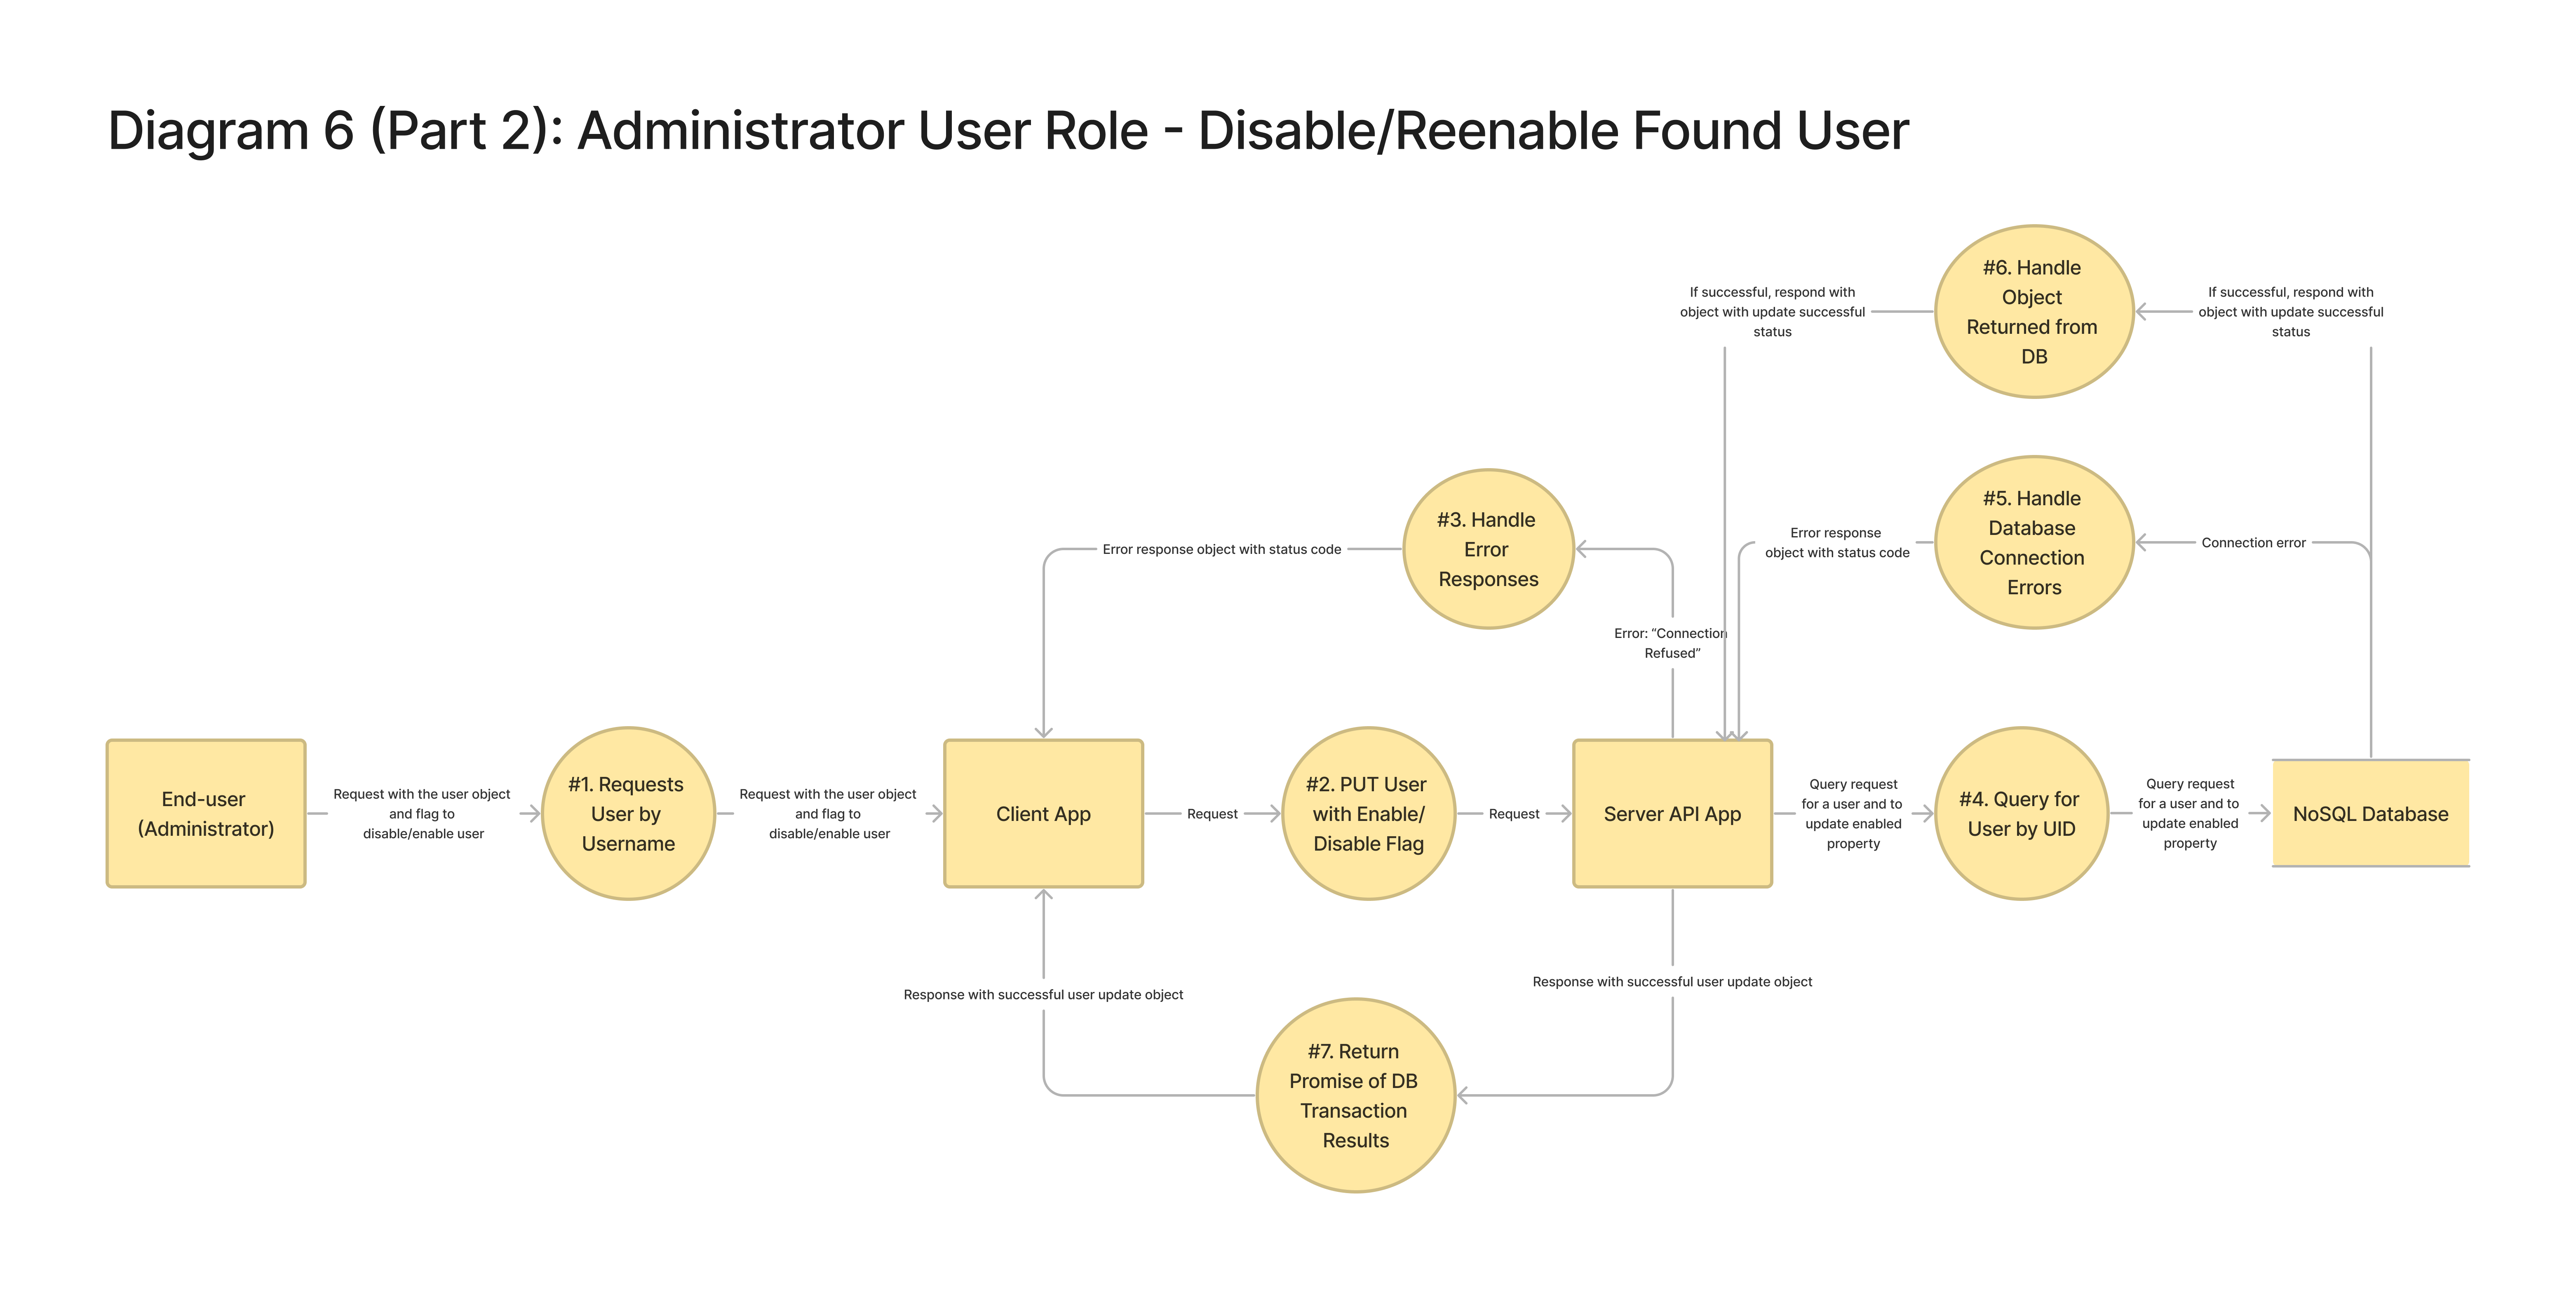 Diagram 6 (Part 2): Administrator User Role - Disable/Reenable Found User
#6. Handle
Object
Returned from
DB
If successful, respond with
object with update successful
status
If successful, respond with
object with update successful
status
#3. Handle
Error
Responses
Error response object with status code
#5. Handle
Database
Connection
Errors
Error response
object with status code
Connection error
Error: “Connection
Refused”
End-user
(Administrator)
Request with the user object
and flag to
disable/enable user
#1. Requests
User by
Username
Request with the user object
and flag to
disable/enable user
Client App
Request
#2. PUT User
with Enable/
Disable Flag
Request
Server API App
Query request
for a user and to
update enabled
property
#4. Query for
User by UID
Query request
for a user and to
update enabled
property
NoSQL Database
Response with successful user update object
Response with successful user update object
#7. Return
Promise of DB
Transaction
Results